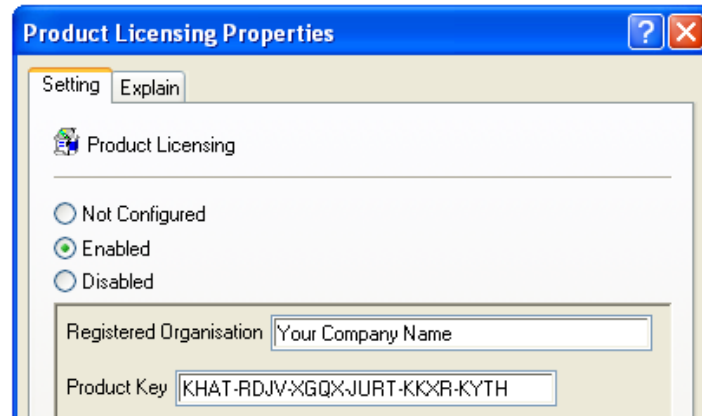 Product Licensing Properties
Setting Explain
Product Licensing
Not Configured
Enabled
Disabled
Registered Organisation Your Company Name
Product Key KHAT-RDJV-XGQX-JURT-KKXR-KYTH